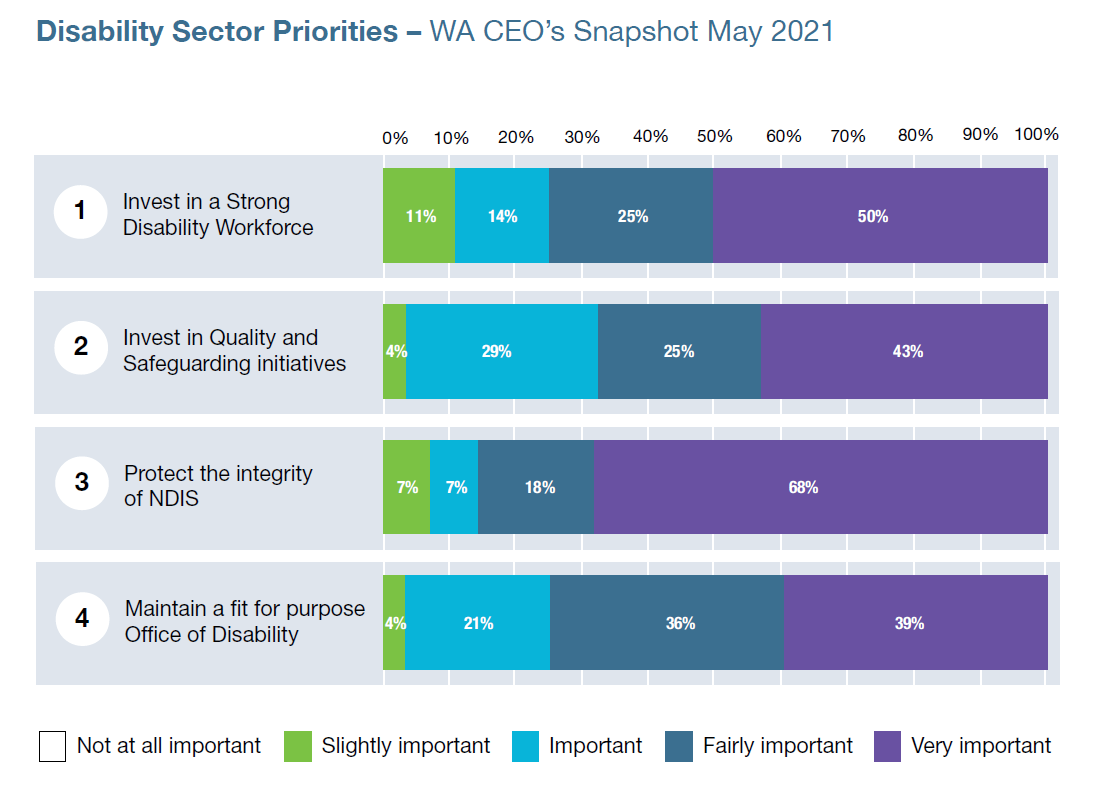 Disability Sector Priorities – WA CEO’s Snapshot May 2021
0% 10% 20% 30% 40% 50% 60% 70% 80% 90% 100%
1
Invest in a Strong
Disability Workforce
11% 14% 25% 50%
2
Invest in Quality and
Safeguarding initiatives
4% 29% 25% 43%
3
Protect the integrity
of NDIS
7% 7% 18% 68%
4
Maintain a fit for purpose
Office of Disability
4% 21% 36% 39%
Not at all important Slightly important Important Fairly important Very important